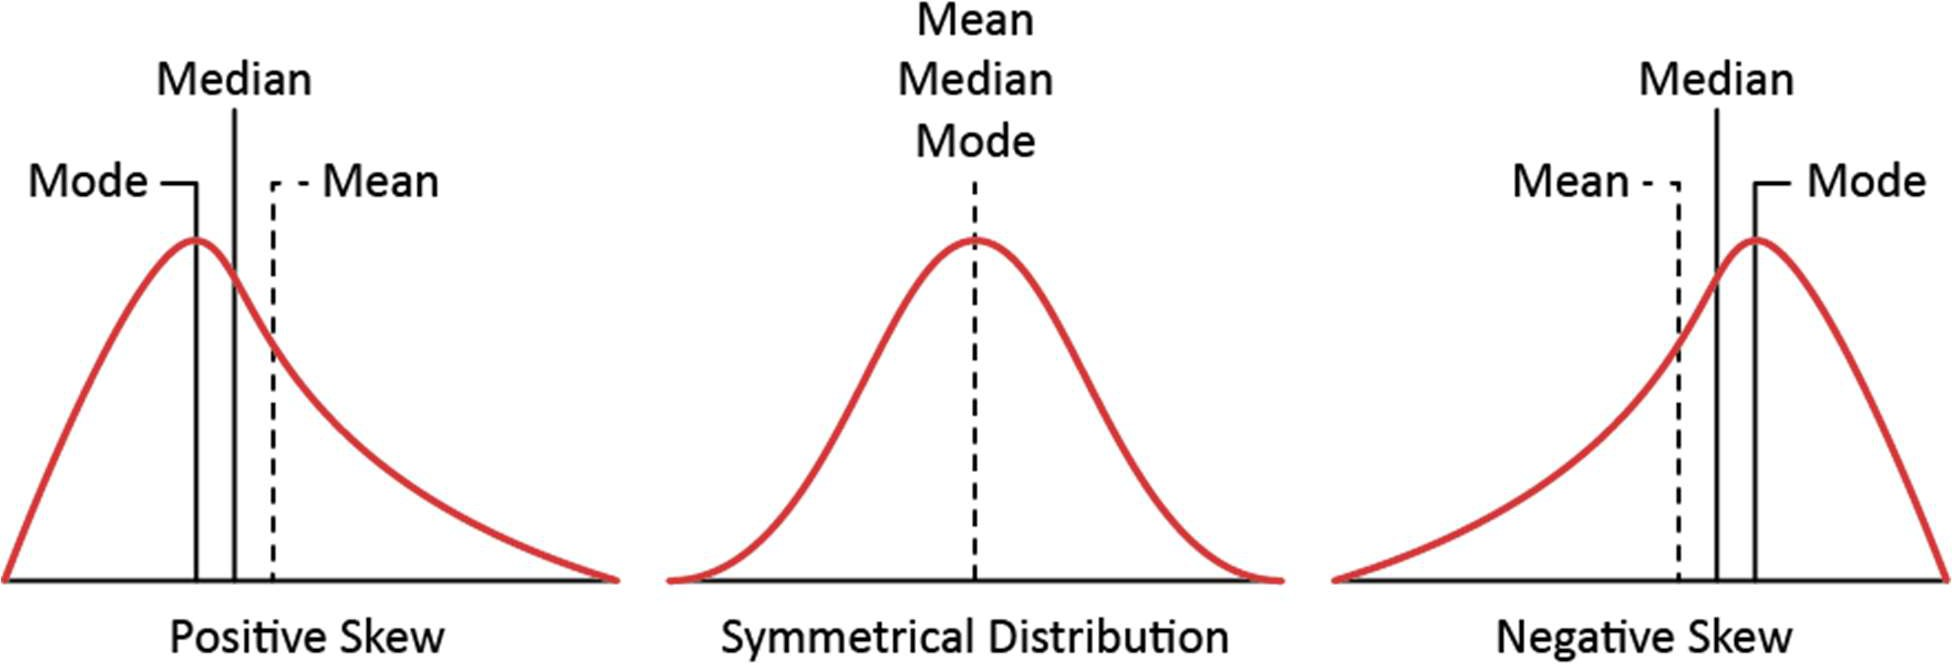 Median
Mode
Mean
Positive Skew
Mean
Median
Mode
Symmetrical Distribution
Median
Mean
Mode
Negative Skew